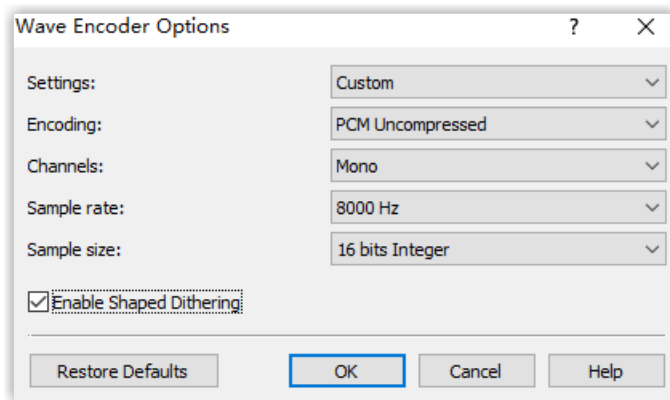 Wave Encoder Options ?
Settings: Custom
Encoding: PCM Uncompressed
Channels: Mono
Sample rate: 8000 Hz
Sample size: 16 bits Integer
Enable Shaped Dithering
Restore Defaults OK Cancel Help